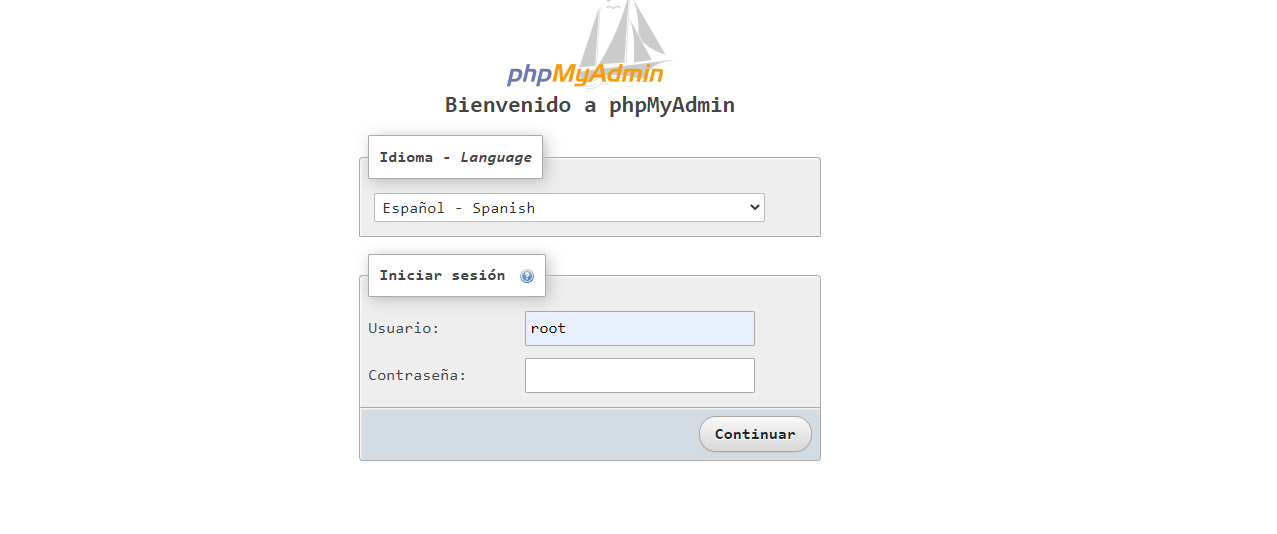 phpMyAdmin
Bienvenido a phpMyAdmin
Idioma - Language
Español - Spanish
Iniciar sesión
Usuario: root
Contraseña:
Continuar